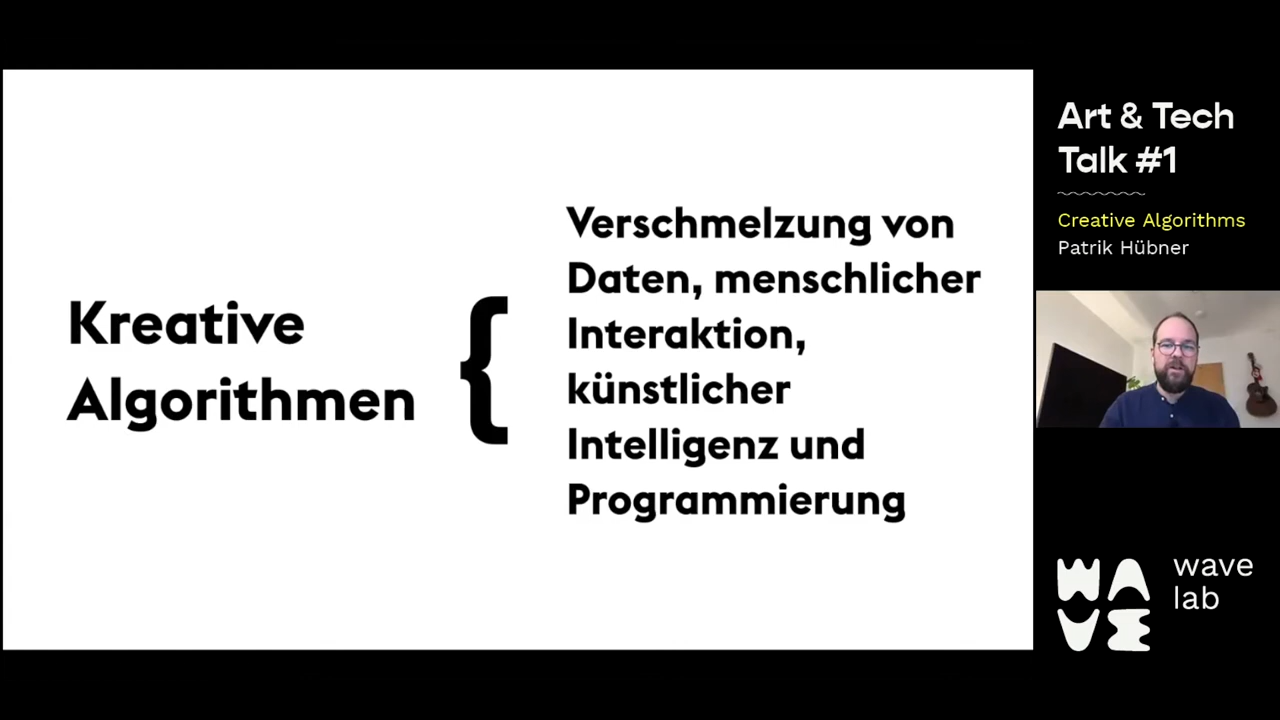 Kreative
Algorithmen
{
Verschmelzung von
Daten, menschlicher
Interaktion,
künstlicher
Intelligenz und
Programmierung
Art & Tech
Talk #1
Creative Algorithms
Patrik Hübner
WAVE
wave
lab